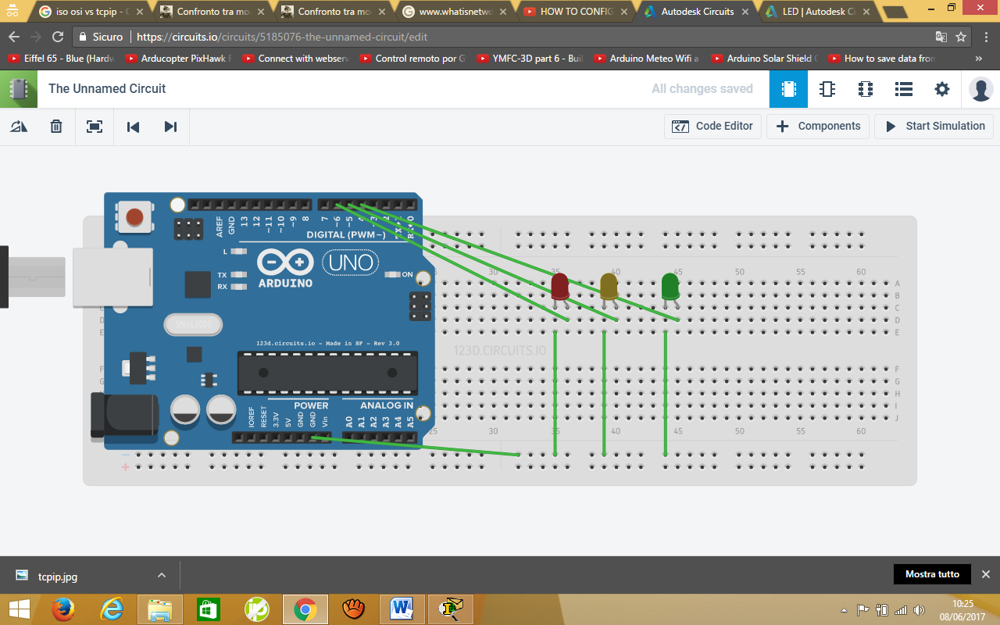 iso osi vs tcpip - C
Confronto tra mo
Confronto tra mo
www.whatisnetwo
HOW TO CONFIG
Autodesk Circuits
LED | Autodesk Ci
Sicuro | https://circuits.io/circuits/5185076-the-unnamed-circuit/edit
Eiffel 65 - Blue (Hardw
Arducopter PixHawk F
Connect with webserv
Control remoto por G
YMFC-3D part 6 - Buil
Arduino Meteo Wifi a
Arduino Solar Shield
How to save data fron
»
The Unnamed Circuit
All changes saved
Code Editor
Components
Start Simulation
AREF
GND
13
12
~11
~10
~9
8
7
~6
~5
4
~3
2
DIGITAL (PWM~)
L
TX
RX
ARDUINO
UNO
ON
123d.circuits.io - Made in SF - Rev 3.0
POWER
ANALOG IN
IOREF
RESET
3.3V
5V
GND
GND
Vin
A0
A1
A2
A3
A4
A5
30
35
40
45
50
55
60
A
B
C
D
E
123D.CIRCUITS.IO
F
G
H
I
J
25
30
35
40
45
50
55
60
tcpip.jpg
Mostra tutto
10:25
08/06/2017